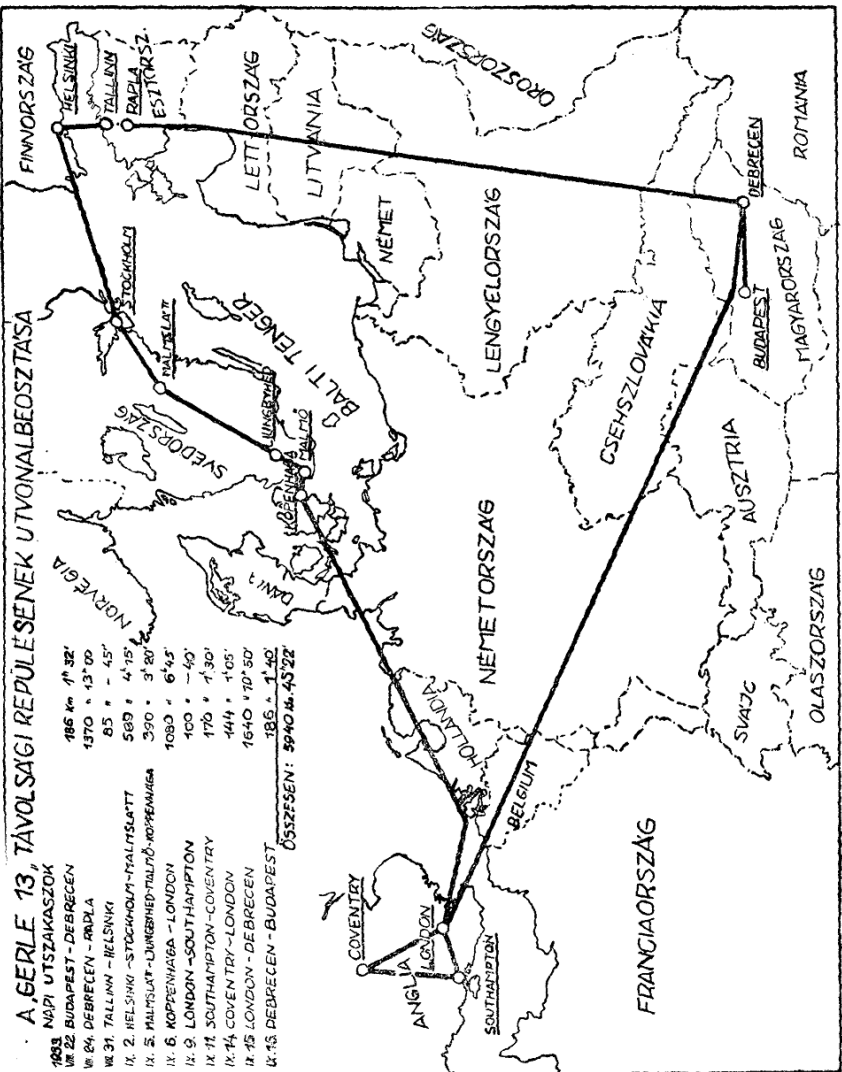 A „GERLE 13„ TÁVOLSÁGI REPÜLÉSÉNEK UTVONALBEOSZTÁSA
1933 NAPI UTSZAKASZOK
VIII. 22. BUDAPEST - DEBRECEN 186 Km 1h 32'
VIII. 24. DEBRECEN - RAPLA 1370 " 13h 00
VIII. 31. TALLINN - HELSINKI 85 " - 45'
IX. 2. HELSINKI - STOCKHOLM - MALMSLÄTT 589 " 4h 15'
IX. 5. MALMSLÄTT - LJUNGBYHED - MALMÖ - KOPPENHÁGA 390 " 3h 20'
IX. 6. KOPPENHÁGA - LONDON 1080 " 6h 45'
IX. 9. LONDON - SOUTHAMPTON 100 " - 40'
IX. 11. SOUTHAMPTON - COVENTRY 170 " 1h 30'
IX. 14. COVENTRY - LONDON 144 " 1h 05'
IX. 15. LONDON - DEBRECEN 1640 " 10h 50'
DEBRECEN - BUDAPEST 186 " 1h 40'
ÖSSZESEN: 5940 km. 45h 22'
NORVÉGIA
SVÉDORSZÁG
FINNORSZÁG
HELSINKI
TALLINN
RAPLA
ESZTORSZ.
STOCKHOLM
MALMSLÄTT
LETTORSZÁG
LITVÁNIA
BALTI TENGER
LJUNGBYHED
MALMÖ
KOPENHÁGA
DÁNI
NÉMET
OROSZORSZÁG
COVENTRY
ANGLIA
LONDON
SOUTHAMPTON
HOLLANDIA
BELGIUM
NÉMETORSZÁG
LENGYELORSZÁG
CSEHSZLOVÁKIA
FRANCIAORSZÁG
SVÁJC
AUSZTRIA
BUDAPEST
DEBRECEN
MAGYARORSZÁG
ROMANIA
OLASZORSZÁG